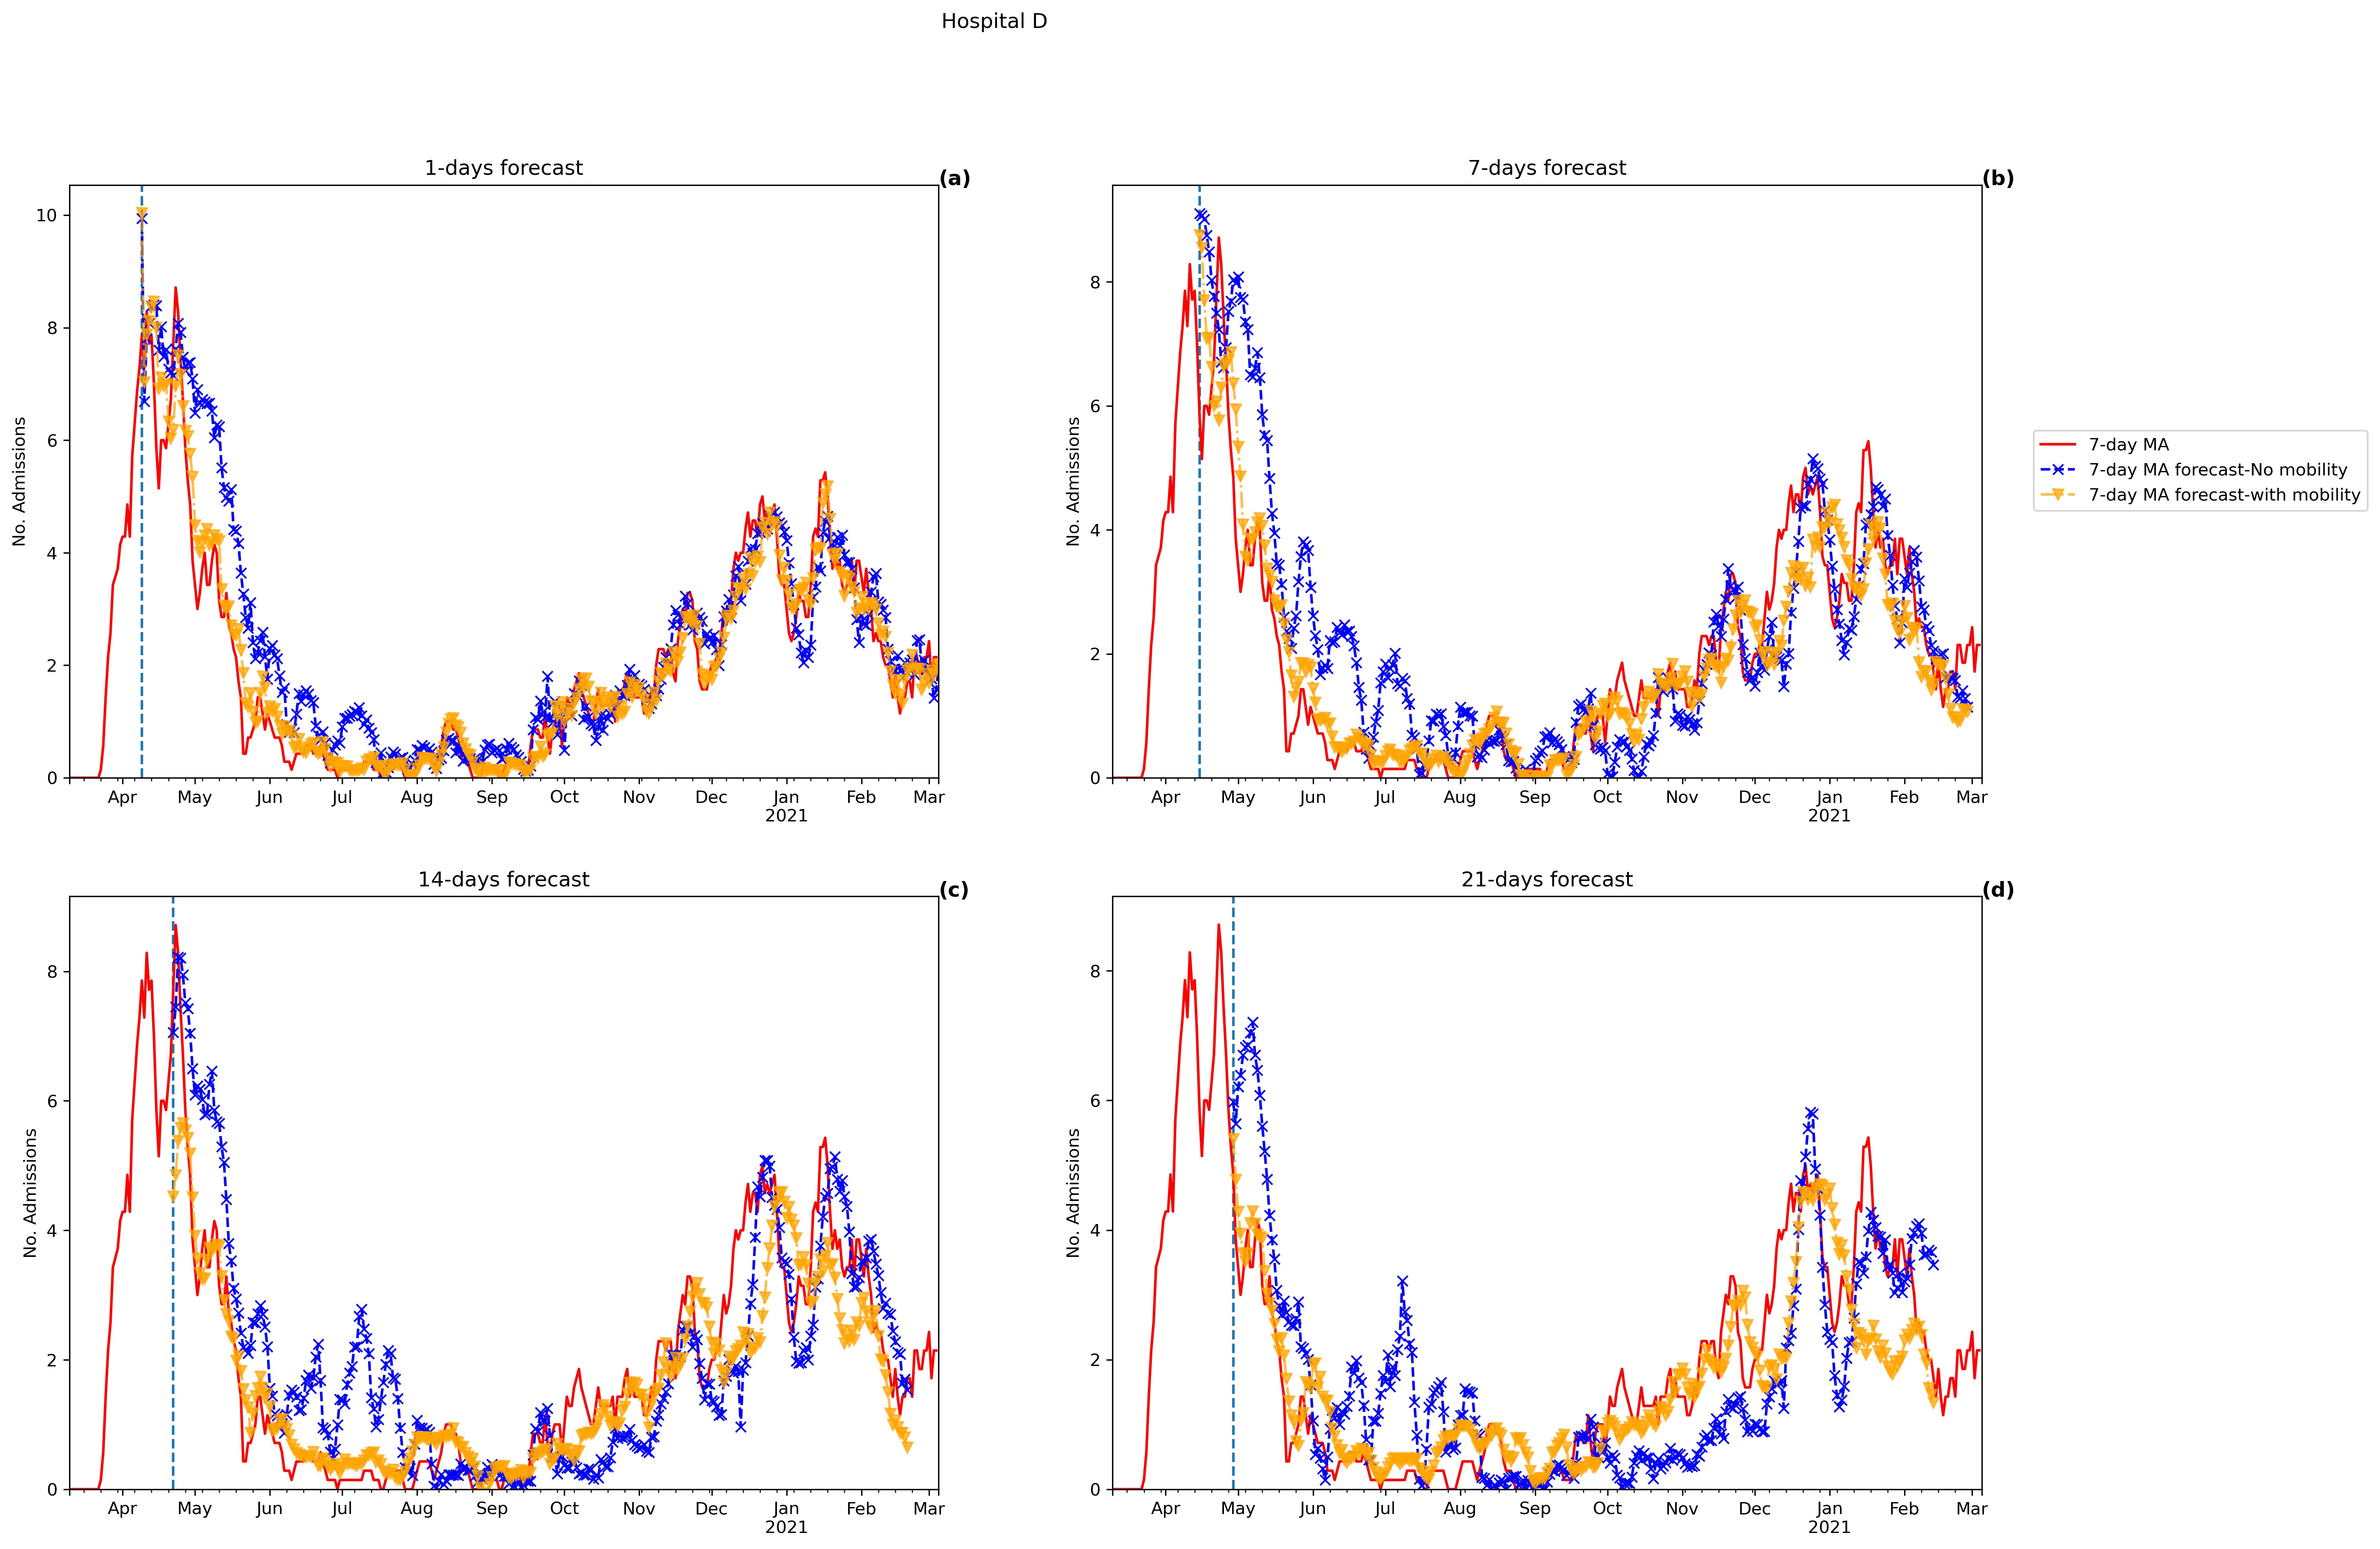 Hospital D
1-days forecast
(a)
No. Admissions
10
8
6
4
2
0
Apr May Jun Jul Aug Sep Oct Nov Dec Jan Feb Mar
2021
7-days forecast
(b)
No. Admissions
8
6
4
2
0
Apr May Jun Jul Aug Sep Oct Nov Dec Jan Feb Mar
2021
7-day MA
7-day MA forecast-No mobility
7-day MA forecast-with mobility
14-days forecast
(c)
No. Admissions
8
6
4
2
0
Apr May Jun Jul Aug Sep Oct Nov Dec Jan Feb Mar
2021
21-days forecast
(d)
No. Admissions
8
6
4
2
0
Apr May Jun Jul Aug Sep Oct Nov Dec Jan Feb Mar
2021